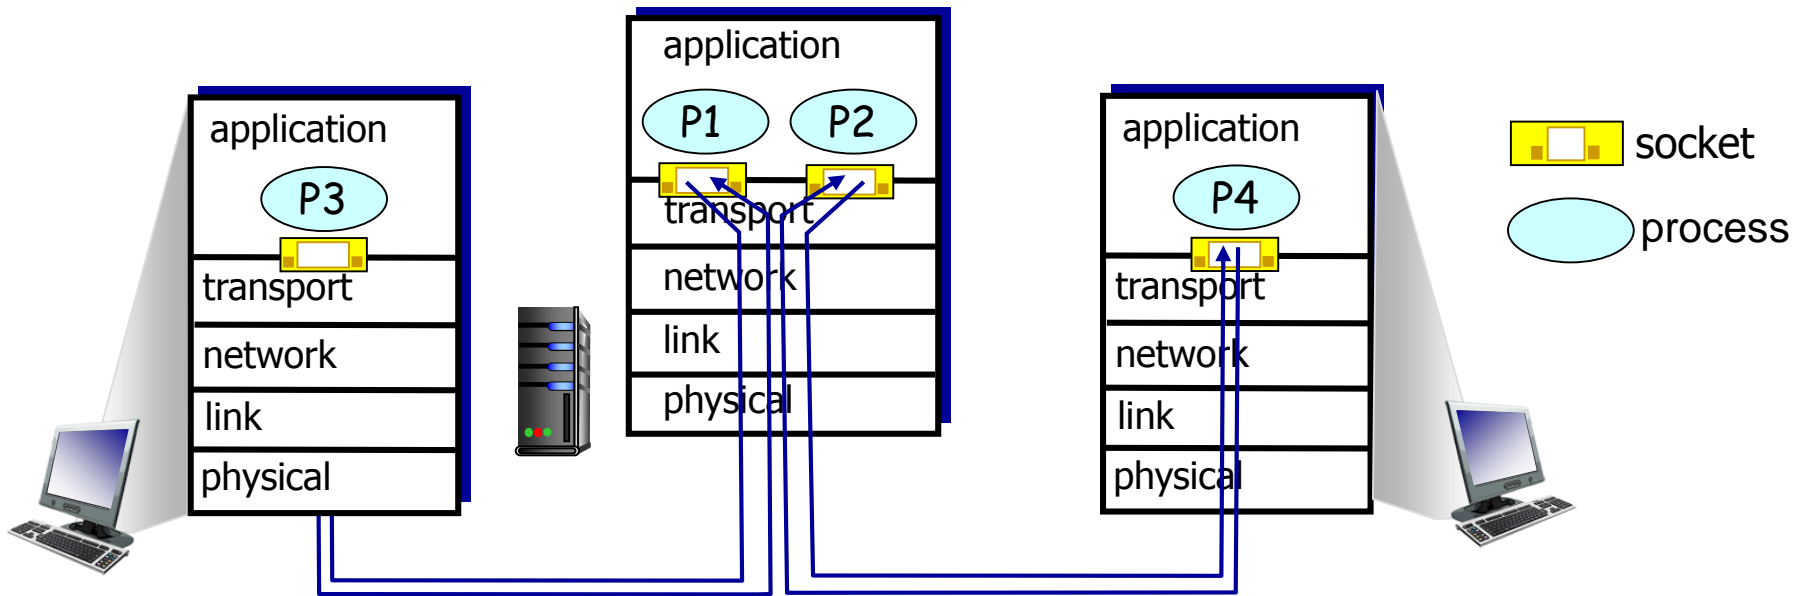 application
P3
transport
network
link
physical
application
P1
P2
transport
network
link
physical
application
P4
transport
network
link
physical
socket
process